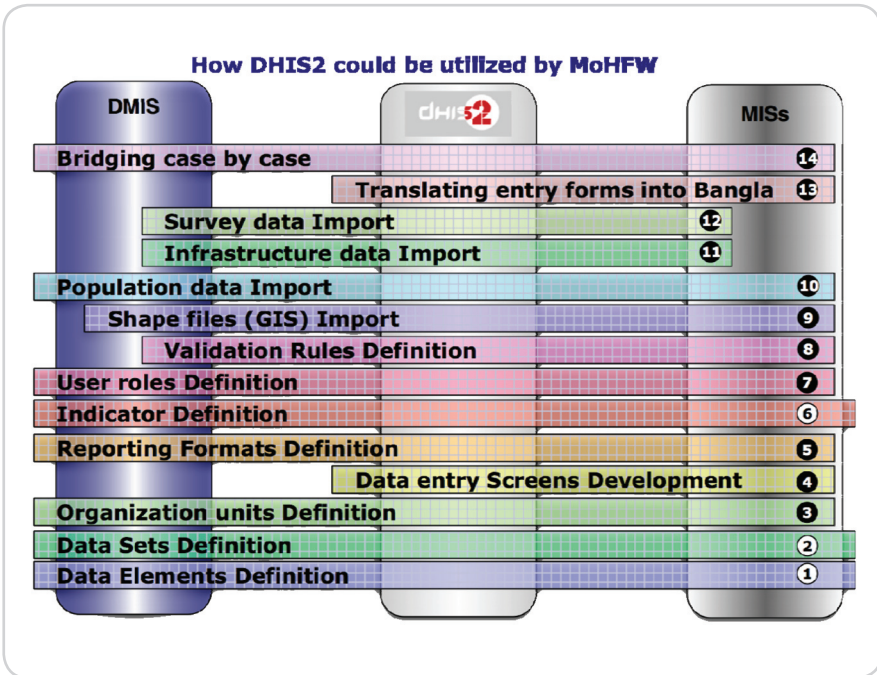 How DHIS2 could be utilized by MoHFW
DMIS
dHIS2
MISs
Bridging case by case 14
Translating entry forms into Bangla 13
Survey data Import 12
Infrastructure data Import 11
Population data Import 10
Shape files (GIS) Import 9
Validation Rules Definition 8
User roles Definition 7
Indicator Definition 6
Reporting Formats Definition 5
Data entry Screens Development 4
Organization units Definition 3
Data Sets Definition 2
Data Elements Definition 1